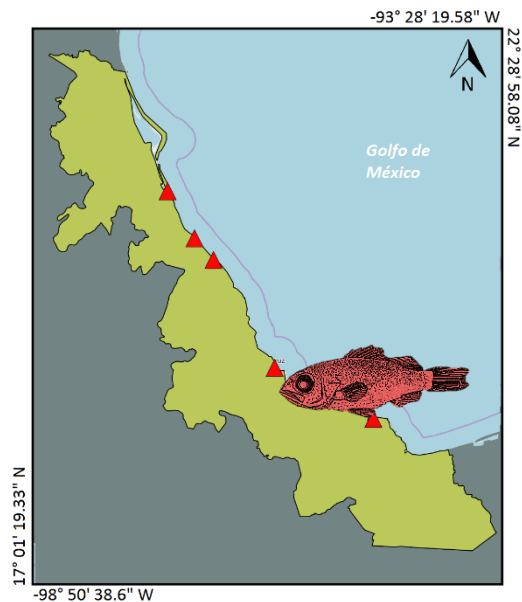 -93° 28' 19.58" W
22° 28' 58.08" N
N
Golfo de
México
17° 01' 19.33" N
-98° 50' 38.6" W